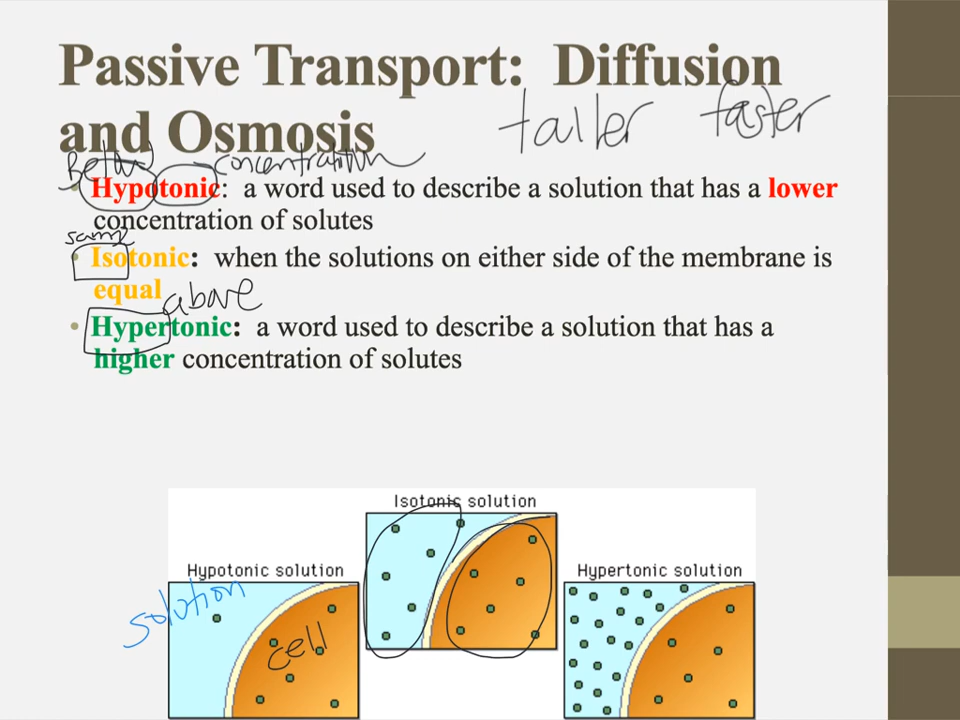 Passive Transport: Diffusion
and Osmosis
taller faster
Below concentration
Hypotonic: a word used to describe a solution that has a lower
concentration of solutes
same
Isotonic: when the solutions on either side of the membrane is
equal
above
Hypertonic: a word used to describe a solution that has a
higher concentration of solutes
Isotonic solution
Hypotonic solution
Hypertonic solution
solution
cell